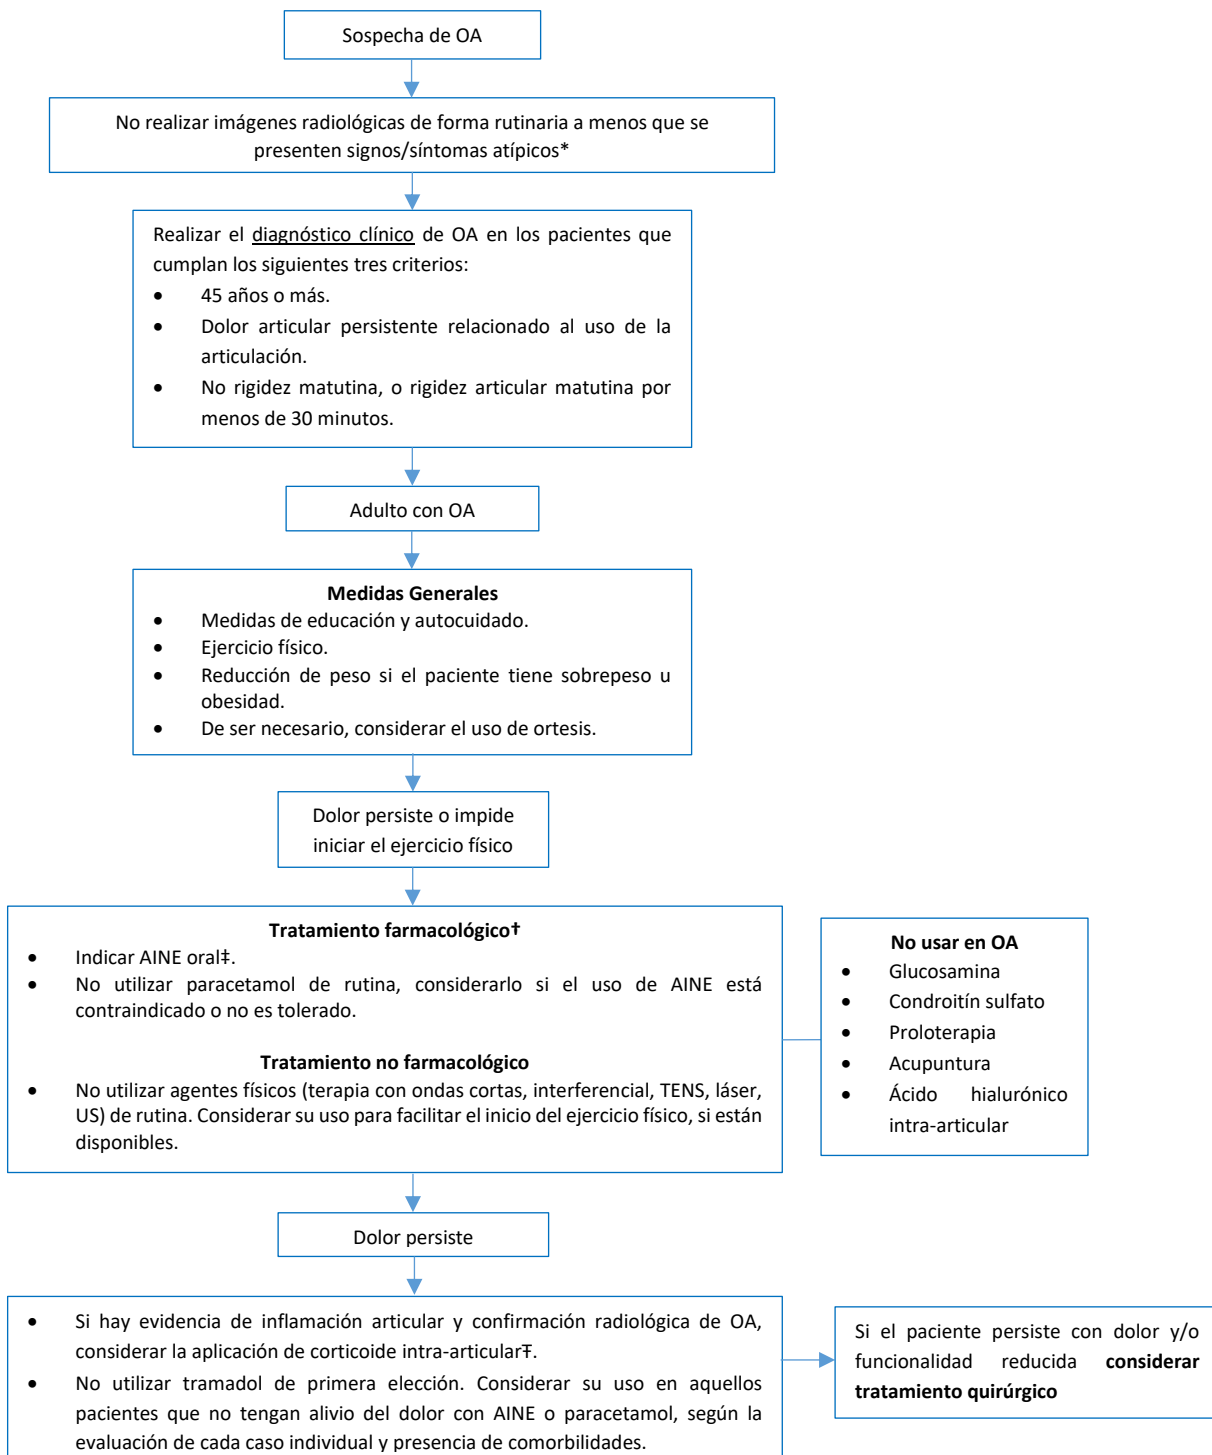 Sospecha de OA
No realizar imágenes radiológicas de forma rutinaria a menos que se
presenten signos/síntomas atípicos*
Realizar el diagnóstico clínico de OA en los pacientes que
cumplan los siguientes tres criterios:
• 45 años o más.
• Dolor articular persistente relacionado al uso de la
articulación.
• No rigidez matutina, o rigidez articular matutina por
menos de 30 minutos.
Adulto con OA
Medidas Generales
• Medidas de educación y autocuidado.
• Ejercicio físico.
• Reducción de peso si el paciente tiene sobrepeso u
obesidad.
• De ser necesario, considerar el uso de ortesis.
Dolor persiste o impide
iniciar el ejercicio físico
Tratamiento farmacológico†
• Indicar AINE oral‡.
• No utilizar paracetamol de rutina, considerarlo si el uso de AINE está
contraindicado o no es tolerado.
Tratamiento no farmacológico
• No utilizar agentes físicos (terapia con ondas cortas, interferencial, TENS, láser,
US) de rutina. Considerar su uso para facilitar el inicio del ejercicio físico, si están
disponibles.
No usar en OA
• Glucosamina
• Condroitín sulfato
• Proloterapia
• Acupuntura
• Ácido hialurónico
intra-articular
Dolor persiste
• Si hay evidencia de inflamación articular y confirmación radiológica de OA,
considerar la aplicación de corticoide intra-articularŦ.
• No utilizar tramadol de primera elección. Considerar su uso en aquellos
pacientes que no tengan alivio del dolor con AINE o paracetamol, según la
evaluación de cada caso individual y presencia de comorbilidades.
Si el paciente persiste con dolor y/o
funcionalidad reducida considerar
tratamiento quirúrgico